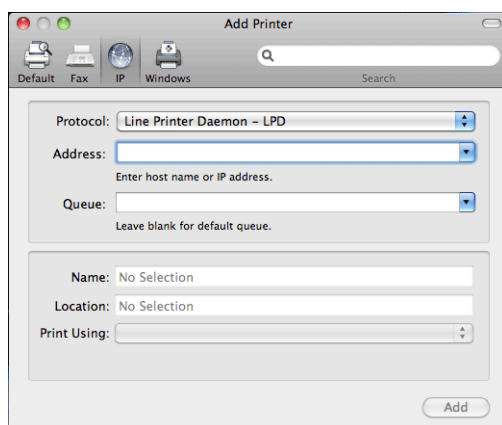 Add Printer
Default Fax IP Windows Search
Protocol: Line Printer Daemon – LPD
Address:
Enter host name or IP address.
Queue:
Leave blank for default queue.
Name: No Selection
Location: No Selection
Print Using:
Add